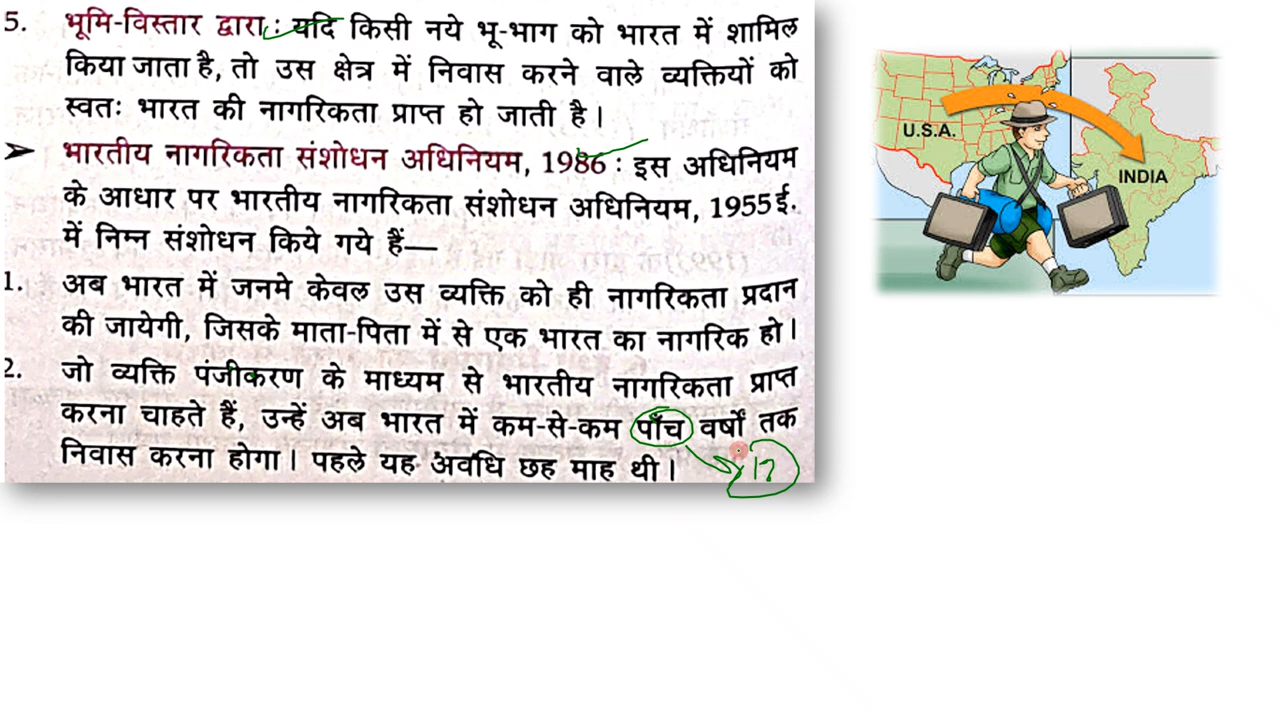 5. भूमि-विस्तार द्वारा : यदि किसी नये भू-भाग को भारत में शामिल
किया जाता है, तो उस क्षेत्र में निवास करने वाले व्यक्तियों को
स्वतः भारत की नागरिकता प्राप्त हो जाती है।
➤ भारतीय नागरिकता संशोधन अधिनियम, 1986 : इस अधिनियम
के आधार पर भारतीय नागरिकता संशोधन अधिनियम, 1955 ई.
में निम्न संशोधन किये गये हैं—
1. अब भारत में जनमे केवल उस व्यक्ति को ही नागरिकता प्रदान
की जायेगी, जिसके माता-पिता में से एक भारत का नागरिक हो।
2. जो व्यक्ति पंजीकरण के माध्यम से भारतीय नागरिकता प्राप्त
करना चाहते हैं, उन्हें अब भारत में कम-से-कम पाँच वर्षों तक
निवास करना होगा। पहले यह अवधि छह माह थी।
U.S.A.
INDIA